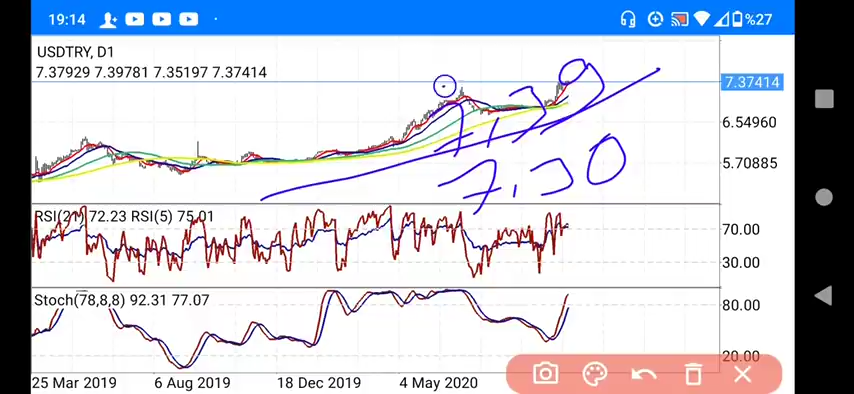 19:14
%27
USDTRY, D1
7.37929 7.39781 7.35197 7.37414
7.37414
7,39
6.54960
7,30
5.70885
RSI(21) 72.23 RSI(5) 75.01
70.00
30.00
Stoch(78,8,8) 92.31 77.07
80.00
20.00
25 Mar 2019 6 Aug 2019 18 Dec 2019 4 May 2020